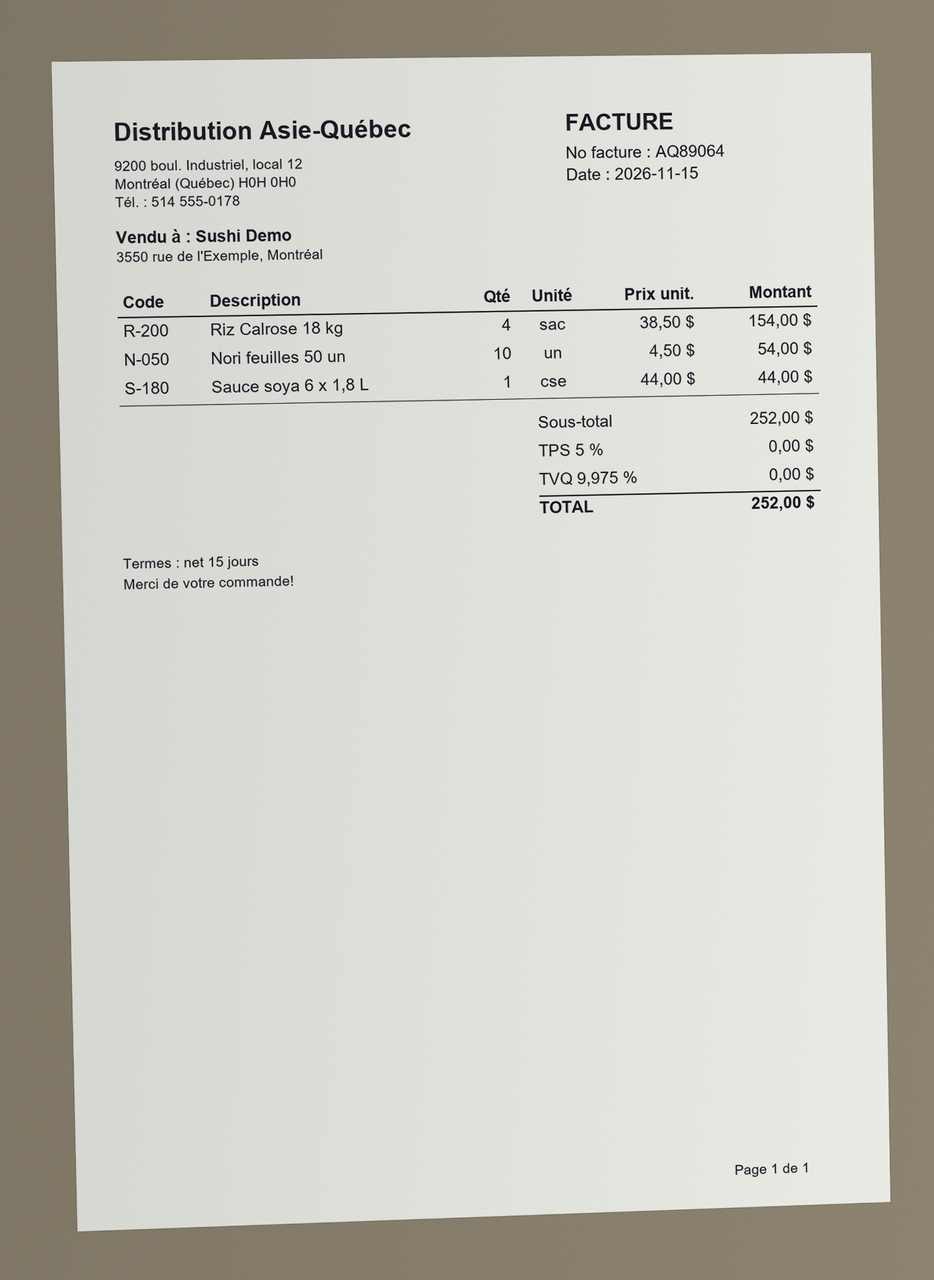 Distribution Asie-Québec
9200 boul. Industriel, local 12
Montréal (Québec) H0H 0H0
Tél. : 514 555-0178
FACTURE
No facture : AQ89064
Date : 2026-11-15
Vendu à : Sushi Demo
3550 rue de l'Exemple, Montréal
Code Description Qté Unité Prix unit. Montant
R-200 Riz Calrose 18 kg 4 sac 38,50 $ 154,00 $
N-050 Nori feuilles 50 un 10 un 4,50 $ 54,00 $
S-180 Sauce soya 6 x 1,8 L 1 cse 44,00 $ 44,00 $
Sous-total 252,00 $
TPS 5 % 0,00 $
TVQ 9,975 % 0,00 $
TOTAL 252,00 $
Termes : net 15 jours
Merci de votre commande!
Page 1 de 1